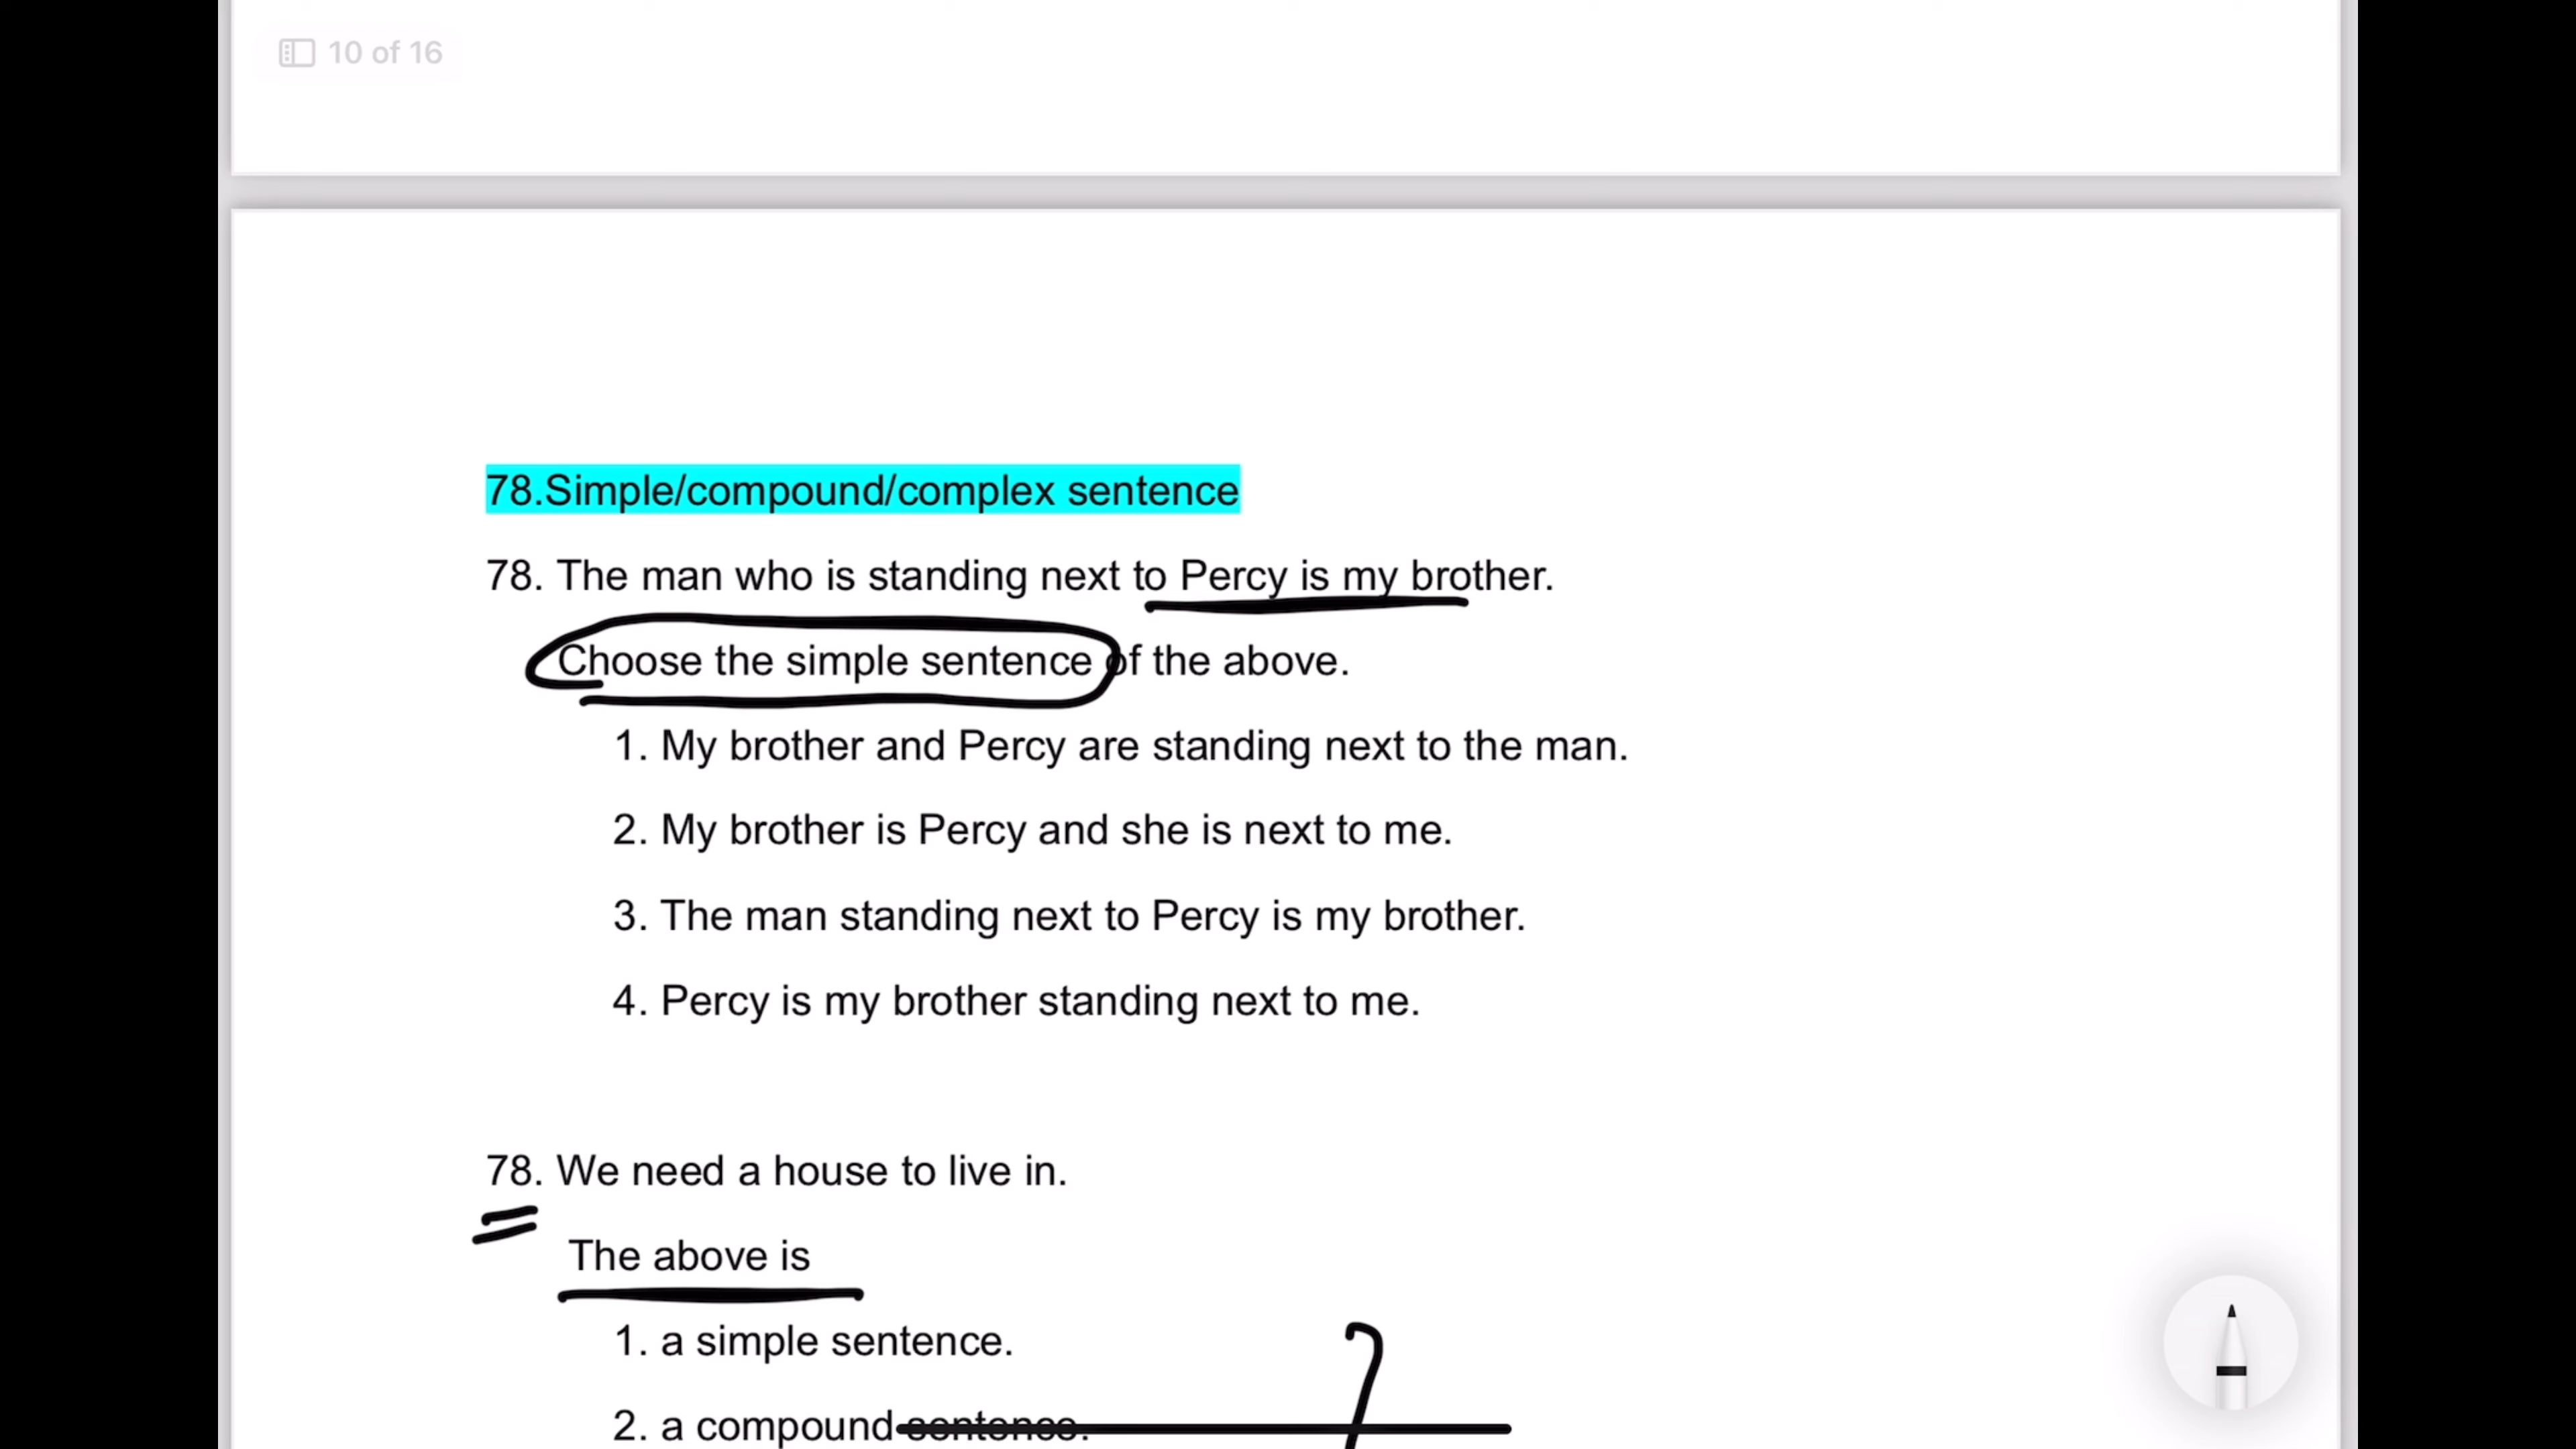 10 of 16
78.Simple/compound/complex sentence
78. The man who is standing next to Percy is my brother.
Choose the simple sentence of the above.
1. My brother and Percy are standing next to the man.
2. My brother is Percy and she is next to me.
3. The man standing next to Percy is my brother.
4. Percy is my brother standing next to me.
78. We need a house to live in.
The above is
1. a simple sentence.
2. a compound sentence.